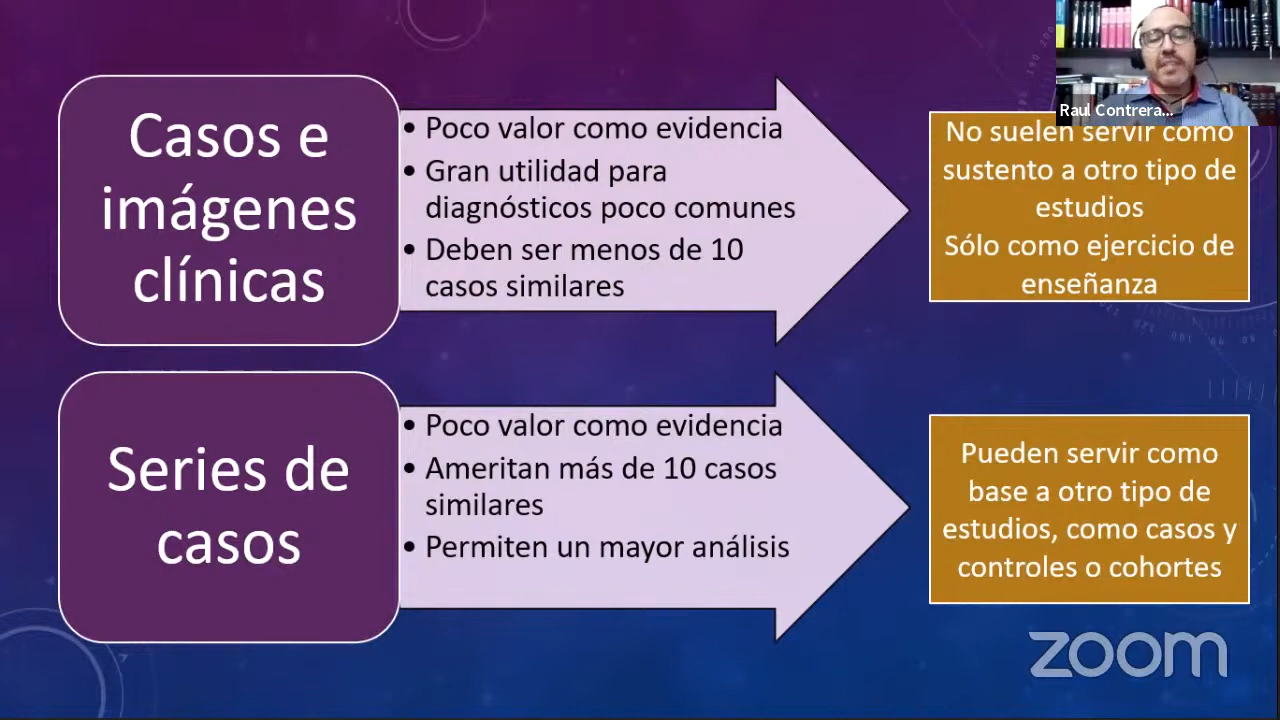 Casos e
imágenes
clínicas
• Poco valor como evidencia
• Gran utilidad para
diagnósticos poco comunes
• Deben ser menos de 10
casos similares
Raul Contrera...
No suelen servir como
sustento a otro tipo de
estudios
Sólo como ejercicio de
enseñanza
Series de
casos
• Poco valor como evidencia
• Ameritan más de 10 casos
similares
• Permiten un mayor análisis
Pueden servir como
base a otro tipo de
estudios, como casos y
controles o cohortes
zoom